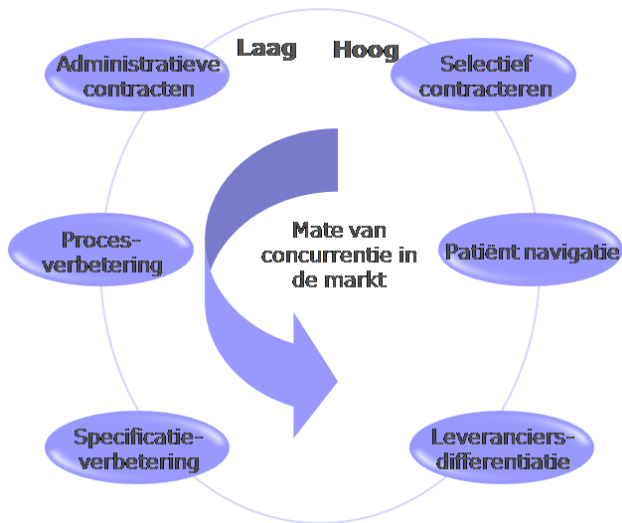 Laag Hoog
Administratieve
contracten
Selectief
contracteren
Proces-
verbetering
Mate van
concurrentie in
de markt
Patiënt navigatie
Specificatie-
verbetering
Leveranciers-
differentiatie